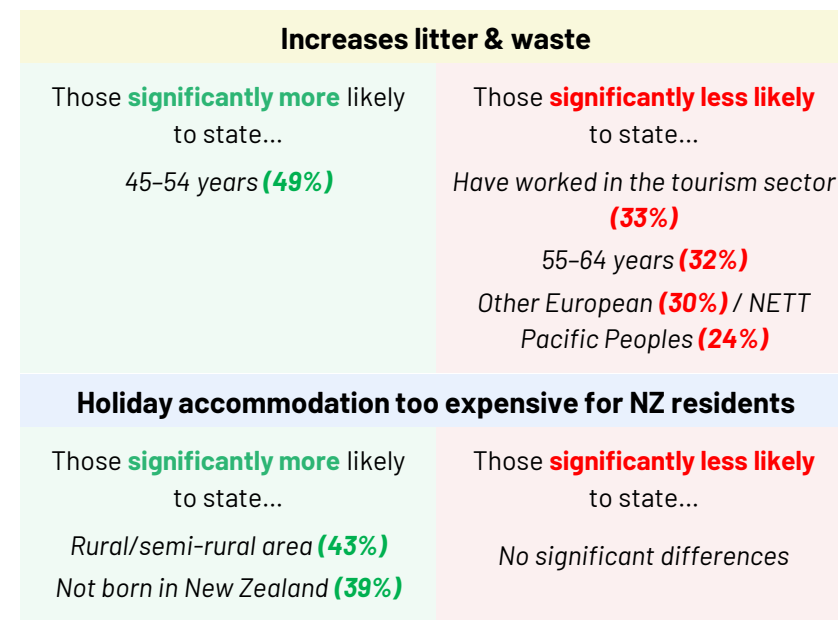 Increases litter & waste
Those significantly more likely
to state...
45–54 years (49%)
Those significantly less likely
to state...
Have worked in the tourism sector
(33%)
55–64 years (32%)
Other European (30%) / NETT
Pacific Peoples (24%)
Holiday accommodation too expensive for NZ residents
Those significantly more likely
to state...
Rural/semi-rural area (43%)
Not born in New Zealand (39%)
Those significantly less likely
to state...
No significant differences